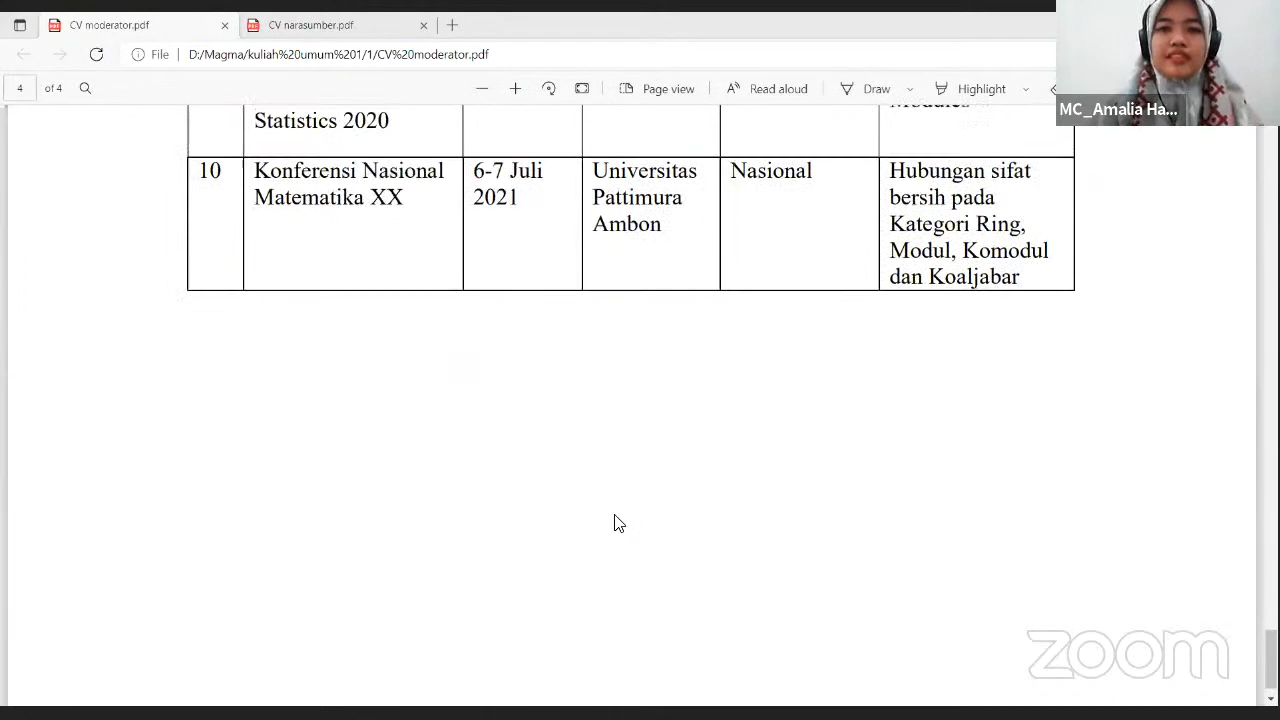 CV moderator.pdf
CV narasumber.pdf
File
D:/Magma/kuliah%20umum%201/1/CV%20moderator.pdf
4 of 4
Page view
Read aloud
Draw
Highlight
MC_Amalia Ha...
Statistics 2020
Modules
10
Konferensi Nasional
Matematika XX
6-7 Juli
2021
Universitas
Pattimura
Ambon
Nasional
Hubungan sifat
bersih pada
Kategori Ring,
Modul, Komodul
dan Koaljabar
zoom